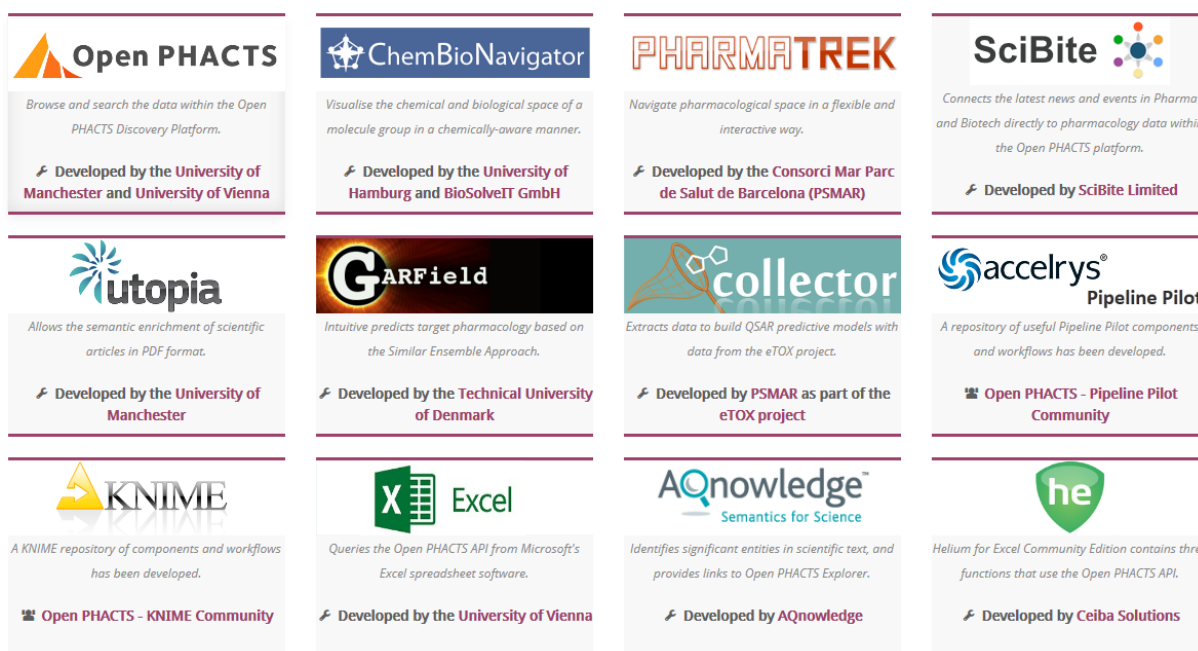 Open PHACTS
Browse and search the data within the Open
PHACTS Discovery Platform.
Developed by the University of
Manchester and University of Vienna
ChemBioNavigator
Visualise the chemical and biological space of a
molecule group in a chemically-aware manner.
Developed by the University of
Hamburg and BioSolveIT GmbH
PHARMATREK
Navigate pharmacological space in a flexible and
interactive way.
Developed by the Consorci Mar Parc
de Salut de Barcelona (PSMAR)
SciBite
Connects the latest news and events in Pharma
and Biotech directly to pharmacology data within
the Open PHACTS platform.
Developed by SciBite Limited
utopia
Allows the semantic enrichment of scientific
articles in PDF format.
Developed by the University of
Manchester
GARField
Intuitive predicts target pharmacology based on
the Similar Ensemble Approach.
Developed by the Technical University
of Denmark
collector
Extracts data to build QSAR predictive models with
data from the eTOX project.
Developed by PSMAR as part of the
eTOX project
accelrys®
Pipeline Pilot
A repository of useful Pipeline Pilot components
and workflows has been developed.
Open PHACTS - Pipeline Pilot
Community
KNIME
A KNIME repository of components and workflows
has been developed.
Open PHACTS - KNIME Community
X Excel
Queries the Open PHACTS API from Microsoft's
Excel spreadsheet software.
Developed by the University of Vienna
AQnowledge™
Semantics for Science
Identifies significant entities in scientific text, and
provides links to Open PHACTS Explorer.
Developed by AQnowledge
he
Helium for Excel Community Edition contains thre
functions that use the Open PHACTS API.
Developed by Ceiba Solutions